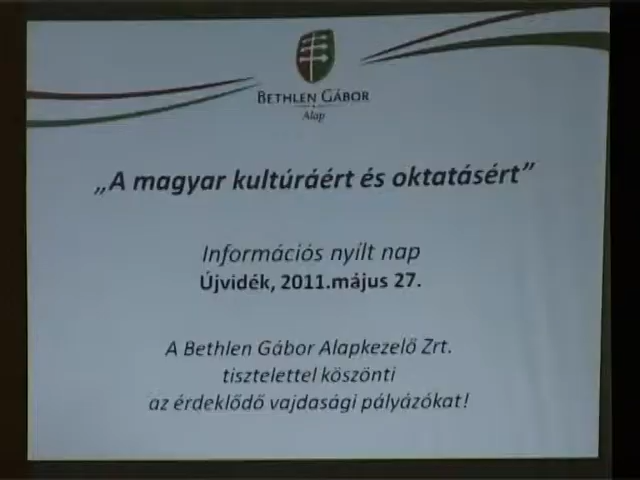 BETHLEN GÁBOR
Alap
„A magyar kultúráért és oktatásért”
Információs nyílt nap
Újvidék, 2011.május 27.
A Bethlen Gábor Alapkezelő Zrt.
tisztelettel köszönti
az érdeklődő vajdasági pályázókat!